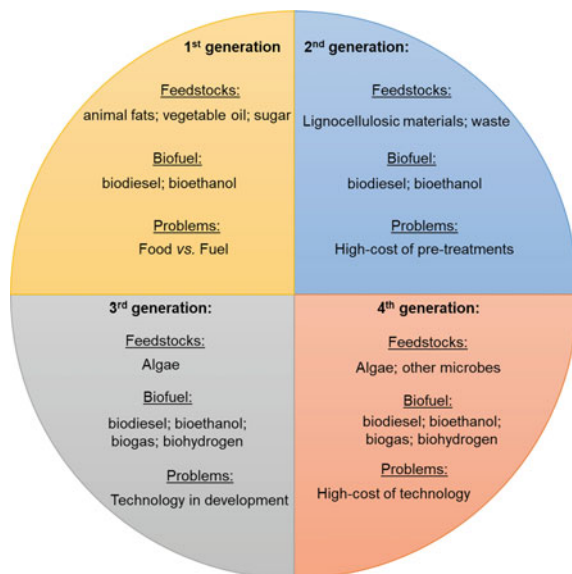 1st generation
Feedstocks:
animal fats; vegetable oil; sugar
Biofuel:
biodiesel; bioethanol
Problems:
Food vs. Fuel
2nd generation:
Feedstocks:
Lignocellulosic materials; waste
Biofuel:
biodiesel; bioethanol
Problems:
High-cost of pre-treatments
3rd generation:
Feedstocks:
Algae
Biofuel:
biodiesel; bioethanol;
biogas; biohydrogen
Problems:
Technology in development
4th generation:
Feedstocks:
Algae; other microbes
Biofuel:
biodiesel; bioethanol;
biogas; biohydrogen
Problems:
High-cost of technology